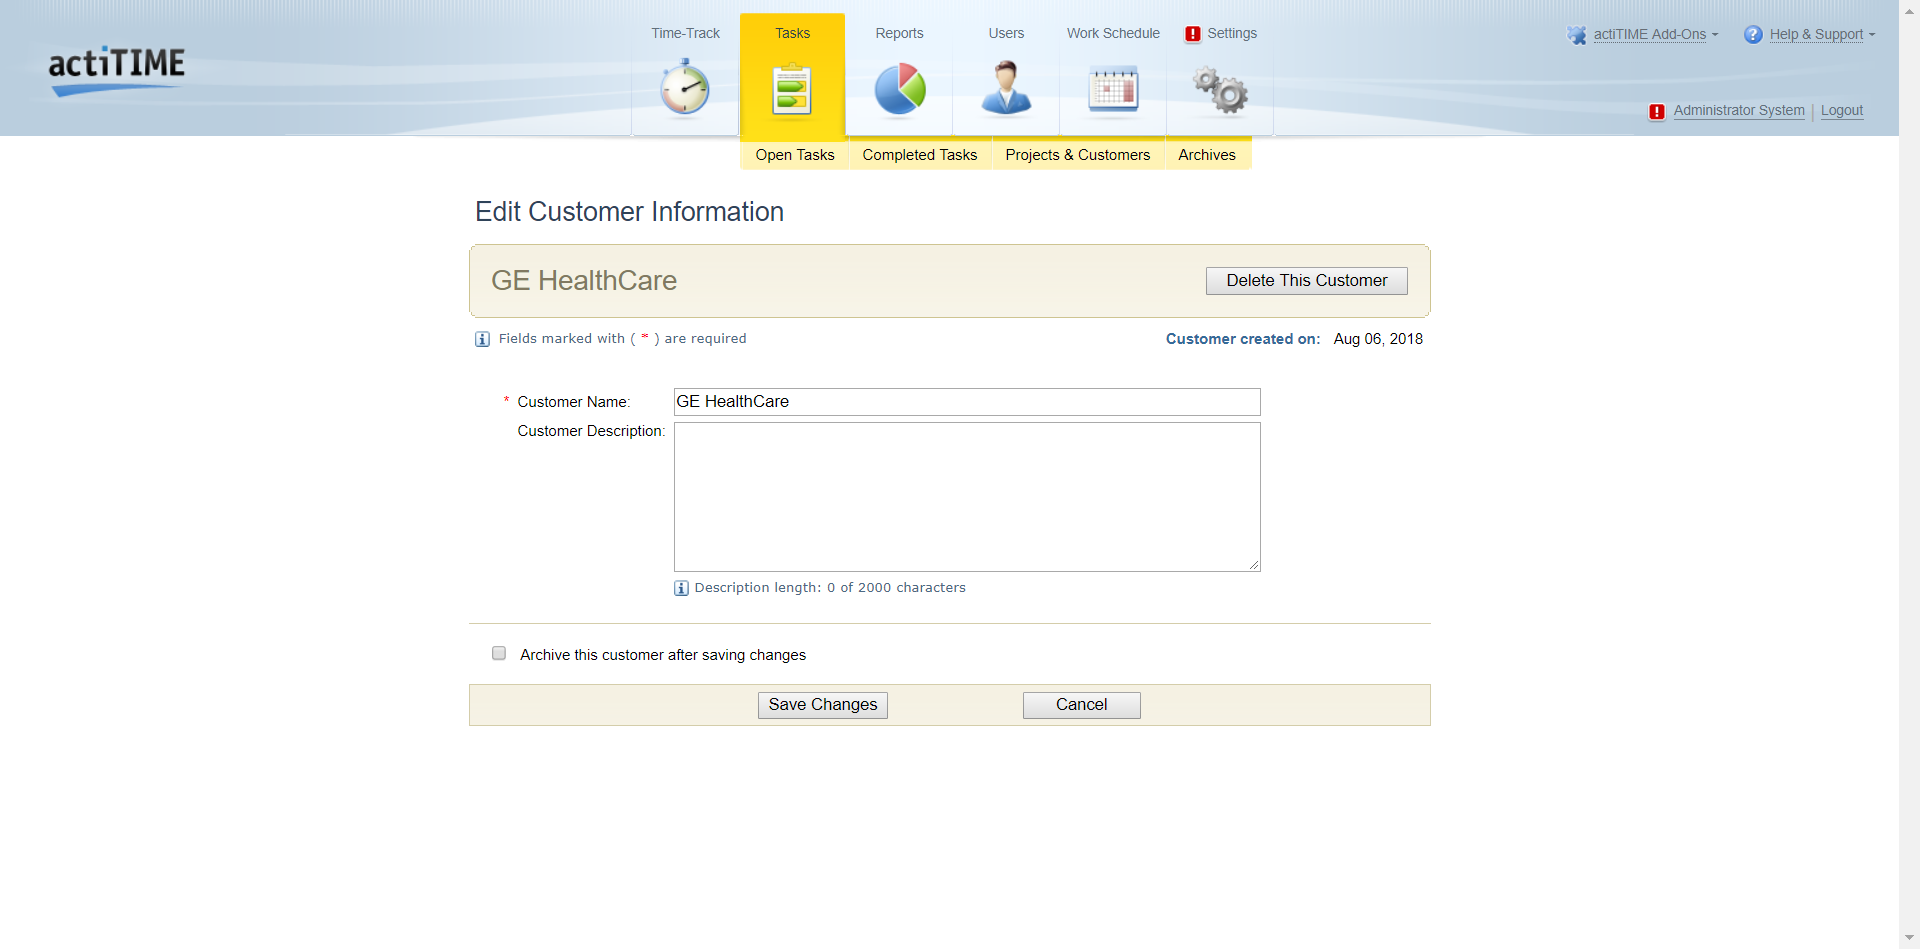 actiTIME
Time-Track
Tasks
Reports
Users
Work Schedule
Settings
actiTIME Add-Ons
Help & Support
Administrator System | Logout
Open Tasks
Completed Tasks
Projects & Customers
Archives
Edit Customer Information
GE HealthCare
Delete This Customer
Fields marked with ( * ) are required
Customer created on: Aug 06, 2018
* Customer Name: GE HealthCare
Customer Description:
Description length: 0 of 2000 characters
Archive this customer after saving changes
Save Changes
Cancel